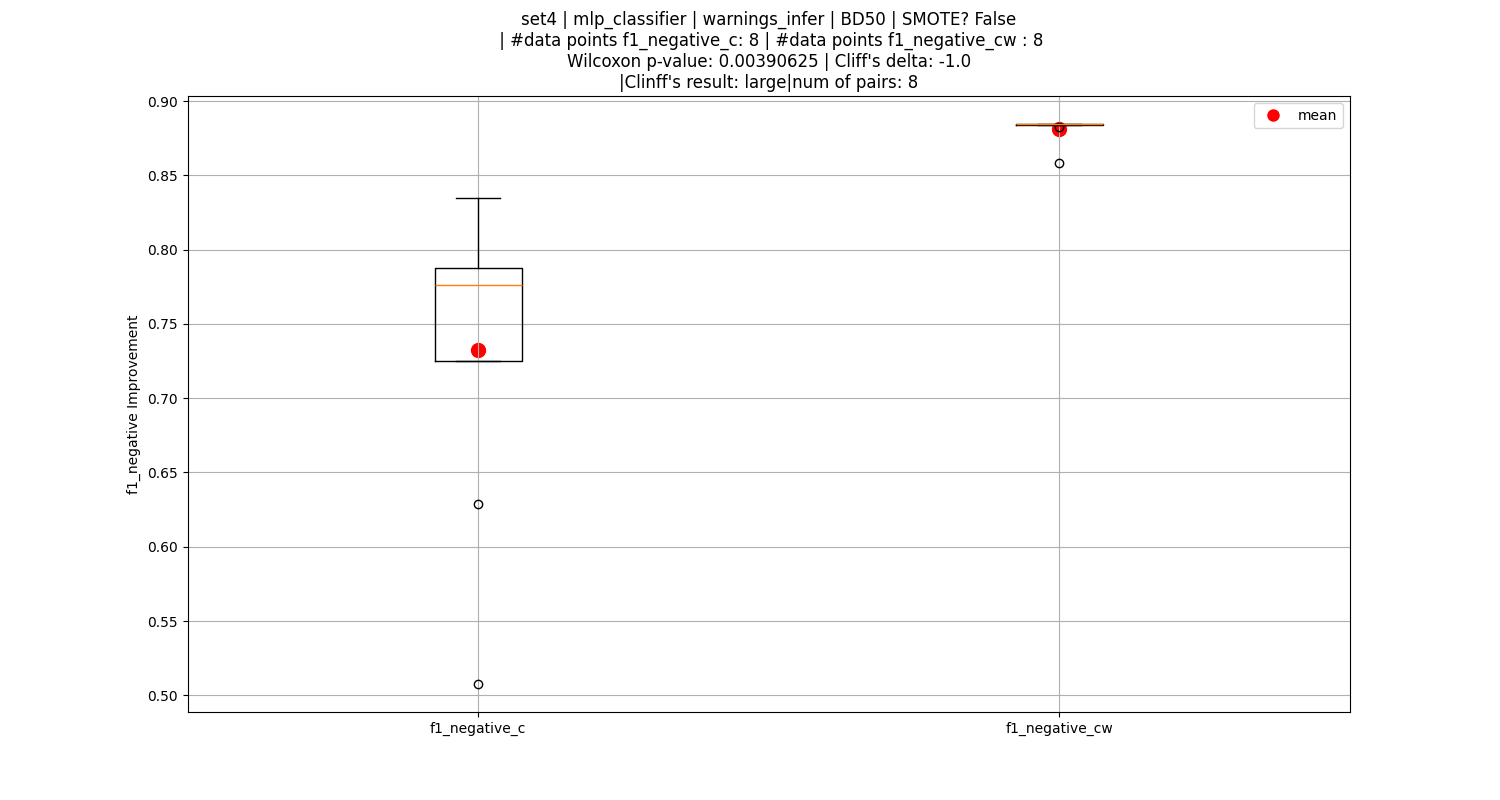 set4 | mlp_classifier | warnings_infer | BD50 | SMOTE? False
| #data points f1_negative_c: 8 | #data points f1_negative_cw : 8
Wilcoxon p-value: 0.00390625 | Cliff's delta: -1.0
|Clinff's result: large|num of pairs: 8
mean
0.90
0.85
0.80
0.75
0.70
0.65
0.60
0.55
0.50
f1_negative Improvement
f1_negative_c
f1_negative_cw